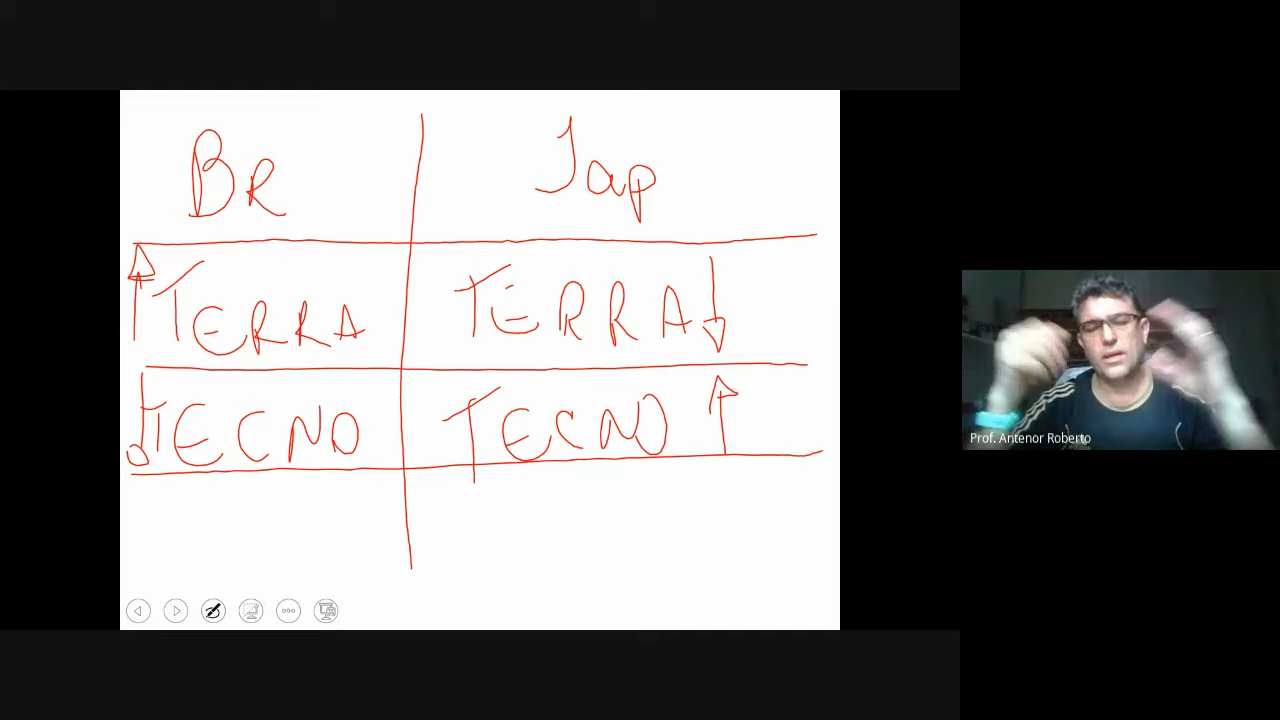 Br Jap
↑TERRA TERRA↓
↓TECNO TECNO↑
Prof. Antenor Roberto